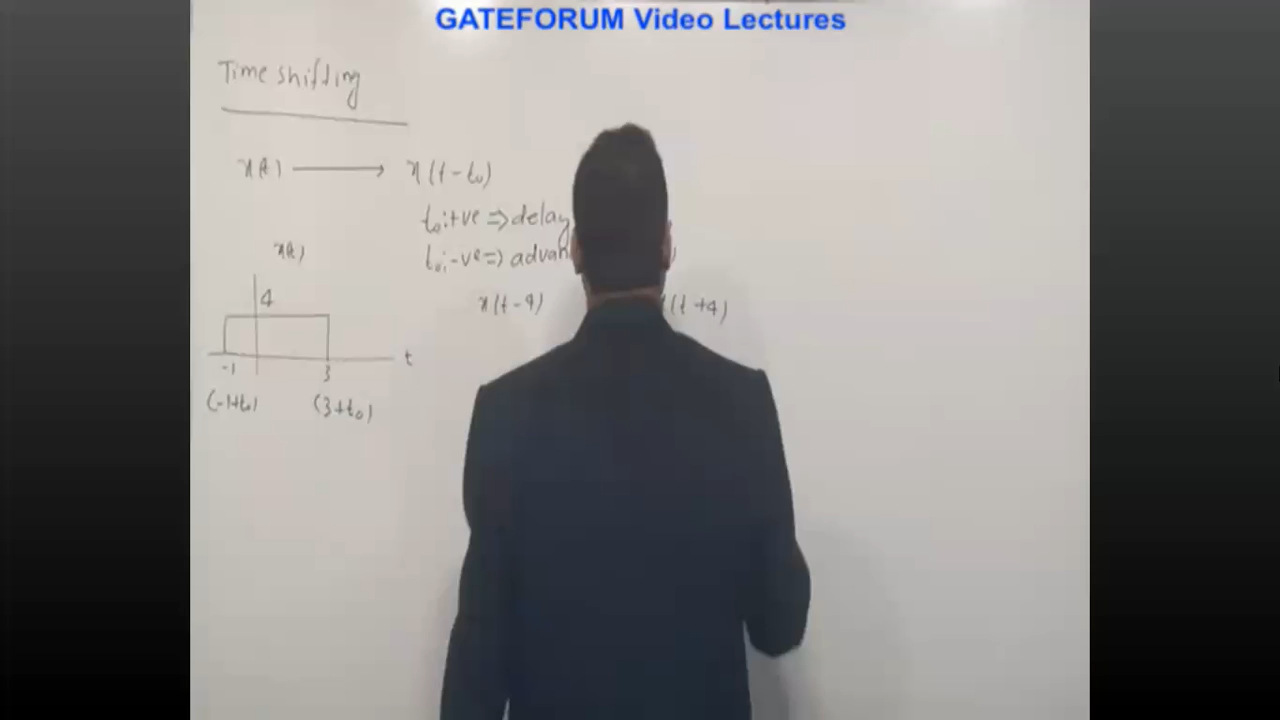 GATEFORUM Video Lectures
Time shifting
x(t) → x(t-t₀)
t₀:+ve ⇒ delay
t₀:-ve ⇒ advan
x(t)
x(t-4) (t+4)
4
-1 3 t
(-1+t₀) (3+t₀)